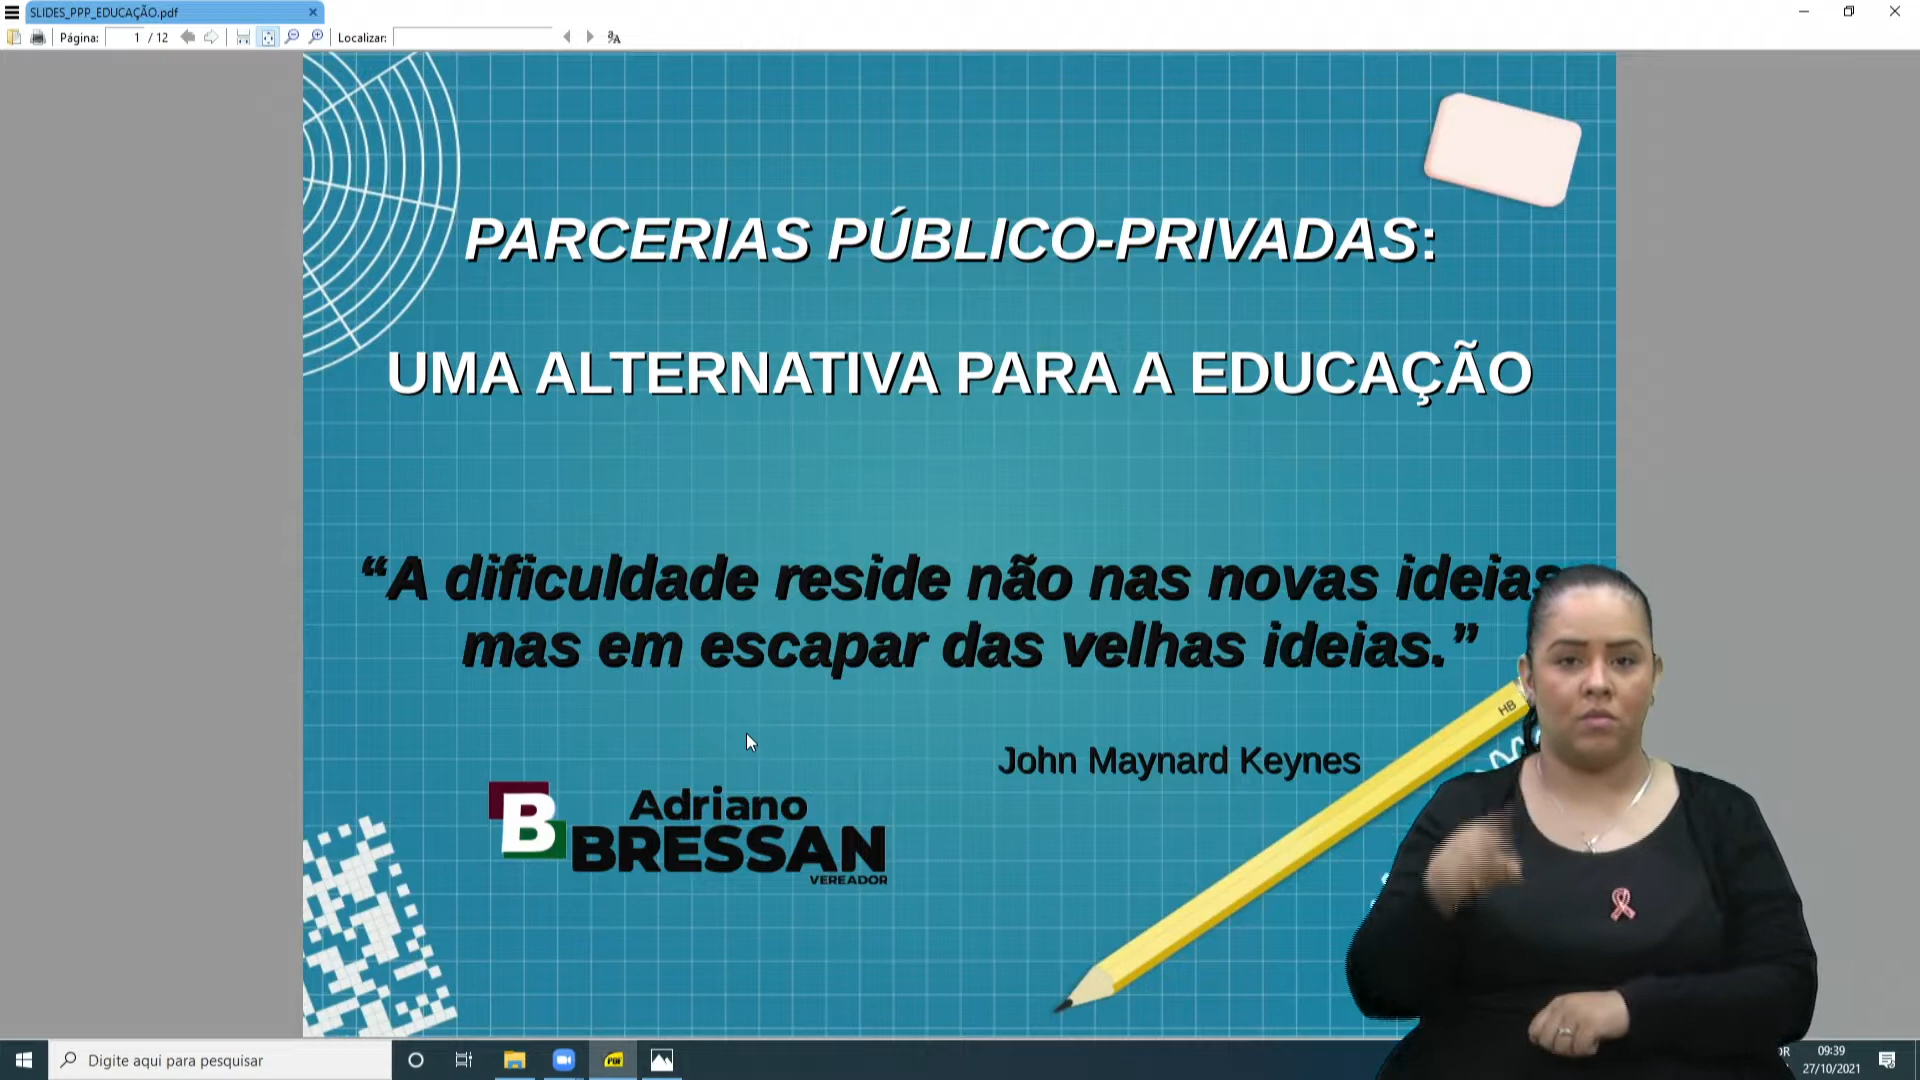 SLIDES_PPP_EDUCAÇÃO.pdf
Página: 1 / 12 Localizar:
PARCERIAS PÚBLICO-PRIVADAS:
UMA ALTERNATIVA PARA A EDUCAÇÃO
“A dificuldade reside não nas novas ideias
mas em escapar das velhas ideias.”
HB
John Maynard Keynes
B
Adriano
BRESSAN
VEREADOR
Digite aqui para pesquisar
PDF
09:39
27/10/2021